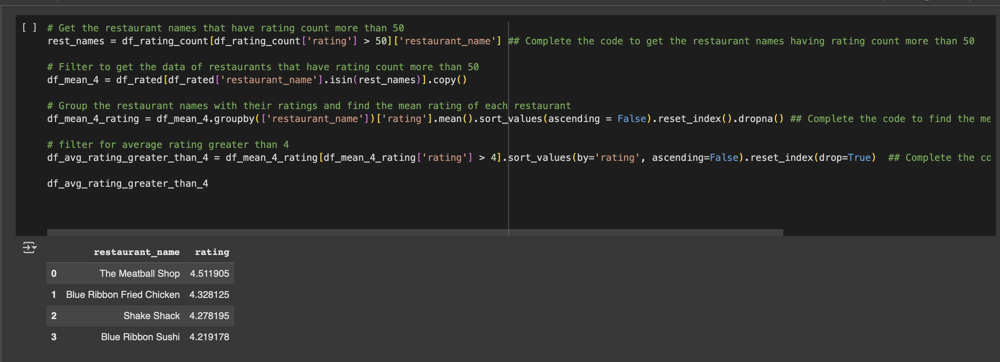 [ ] # Get the restaurant names that have rating count more than 50
rest_names = df_rating_count[df_rating_count['rating'] > 50]['restaurant_name'] ## Complete the code to get the restaurant names having rating count more than 50
# Filter to get the data of restaurants that have rating count more than 50
df_mean_4 = df_rated[df_rated['restaurant_name'].isin(rest_names)].copy()
# Group the restaurant names with their ratings and find the mean rating of each restaurant
df_mean_4_rating = df_mean_4.groupby(['restaurant_name'])['rating'].mean().sort_values(ascending = False).reset_index().dropna() ## Complete the code to find the me
# filter for average rating greater than 4
df_avg_rating_greater_than_4 = df_mean_4_rating[df_mean_4_rating['rating'] > 4].sort_values(by='rating', ascending=False).reset_index(drop=True)  ## Complete the co
df_avg_rating_greater_than_4
restaurant_name rating
0 The Meatball Shop 4.511905
1 Blue Ribbon Fried Chicken 4.328125
2 Shake Shack 4.278195
3 Blue Ribbon Sushi 4.219178